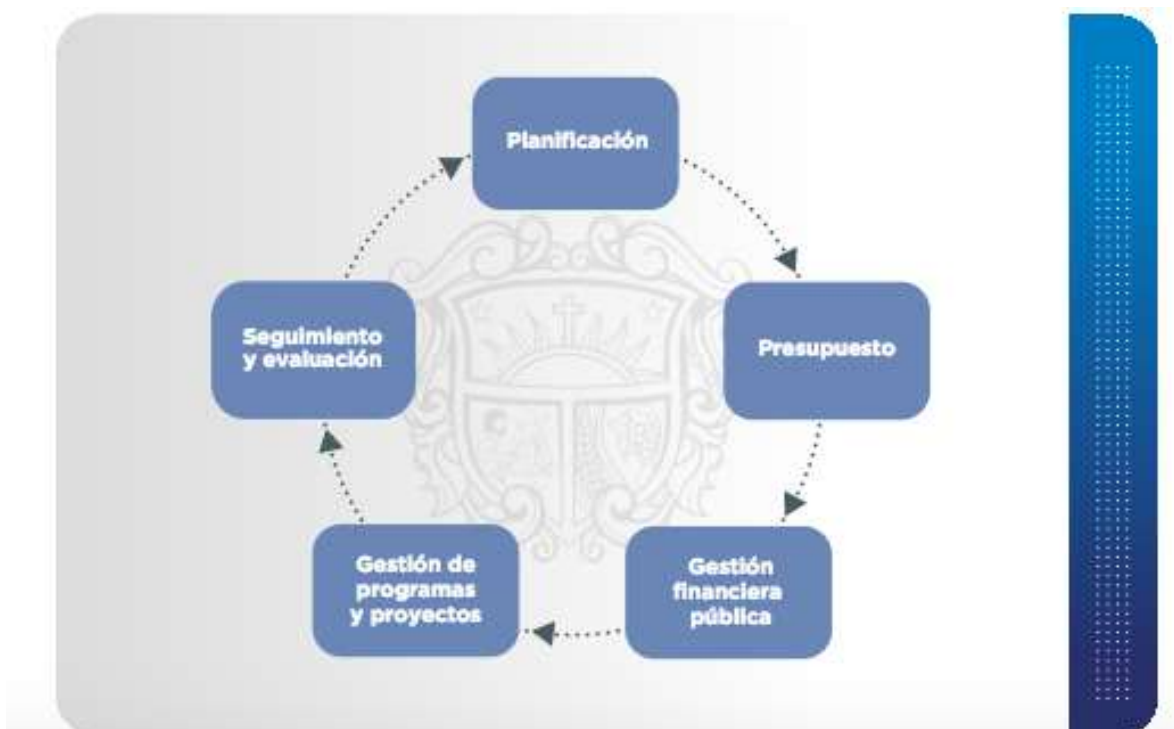 Planificación
Presupuesto
Gestión
financiera
pública
Gestión de
programas
y proyectos
Seguimiento
y evaluación